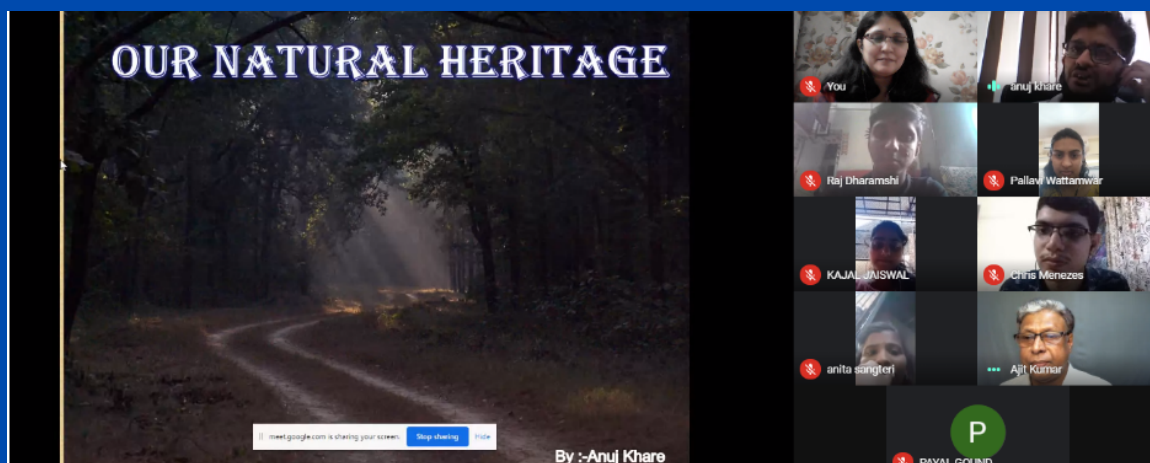 OUR NATURAL HERITAGE
meet.google.com is sharing your screen.
Stop sharing
Hide
By :-Anuj Khare
You
anuj khare
Raj Dharamshi
Pallavi Wattamwar
KAJAL JAISWAL
Chris Menezes
anita sangteri
Ajit Kumar
P
PAYAL GOUND